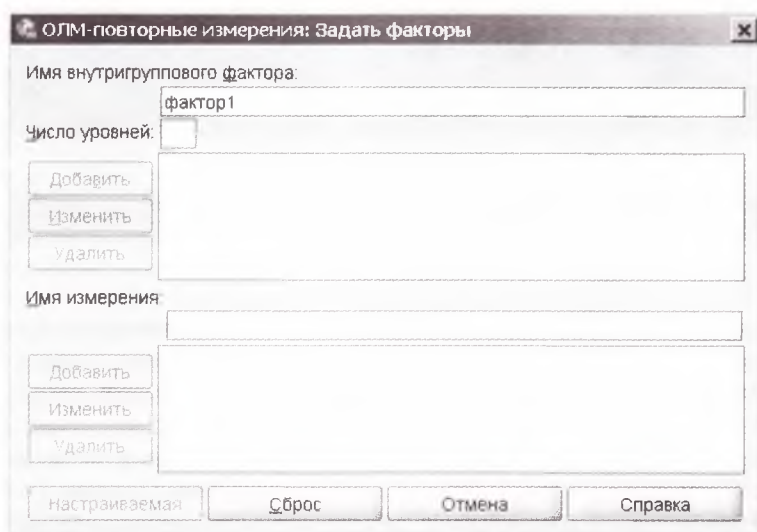 ОЛМ-повторные измерения: Задать факторы
Имя внутригруппового фактора:
фактор1
Число уровней:
Добавить
Изменить
Удалить
Имя измерения:
Добавить
Изменить
Удалить
Настраиваемая Сброс Отмена Справка